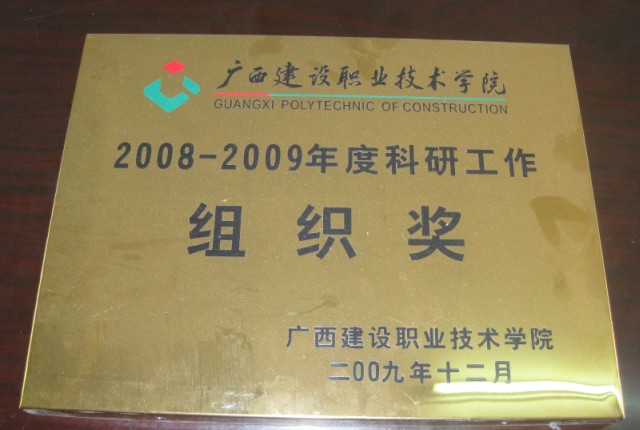 广西建设职业技术学院
GUANGXI POLYTECHNIC OF CONSTRUCTION
2008-2009年度科研工作
组织奖
广西建设职业技术学院
二00九年十二月